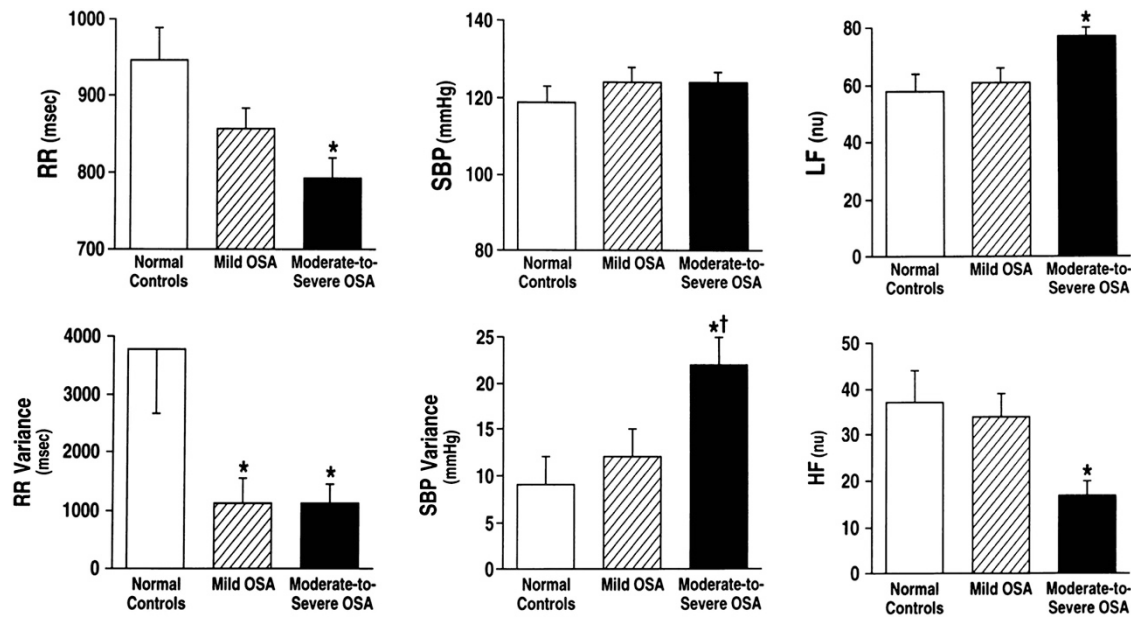 1000
900
800
700
RR (msec)
*
Normal Controls
Mild OSA
Moderate-to-Severe OSA
140
120
100
80
SBP (mmHg)
Normal Controls
Mild OSA
Moderate-to-Severe OSA
80
60
40
20
0
LF (nu)
*
Normal Controls
Mild OSA
Moderate-to-Severe OSA
4000
3000
2000
1000
0
RR Variance
(msec)
*
*
Normal Controls
Mild OSA
Moderate-to-Severe OSA
25
20
15
10
5
0
SBP Variance
(mmHg)
*†
Normal Controls
Mild OSA
Moderate-to-Severe OSA
50
40
30
20
10
0
HF (nu)
*
Normal Controls
Mild OSA
Moderate-to-Severe OSA